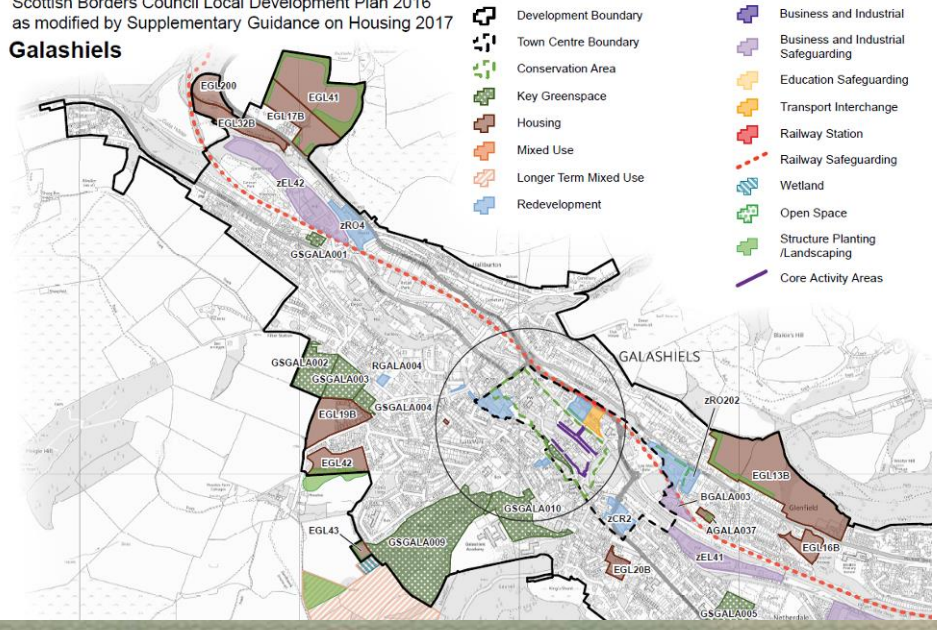 Scottish Borders Council Local Development Plan 2016
as modified by Supplementary Guidance on Housing 2017
Galashiels
Development Boundary
Town Centre Boundary
Conservation Area
Key Greenspace
Housing
Mixed Use
Longer Term Mixed Use
Redevelopment
Business and Industrial
Business and Industrial
Safeguarding
Education Safeguarding
Transport Interchange
Railway Station
Railway Safeguarding
Wetland
Open Space
Structure Planting
/Landscaping
Core Activity Areas
EGL200
EGL41
EGL17B
EGL32B
zEL42
zRO4
GSGALA001
GALASHIELS
GSGALA002
RGALA004
GSGALA003
zRO202
GSGALA004
EGL19B
EGL42
EGL13B
Glenfield
BGALA003
GSGALA010
zCR2
AGALA037
EGL43
GSGALA009
EGL16B
zEL41
EGL20B
GSGALA005
Netherdale